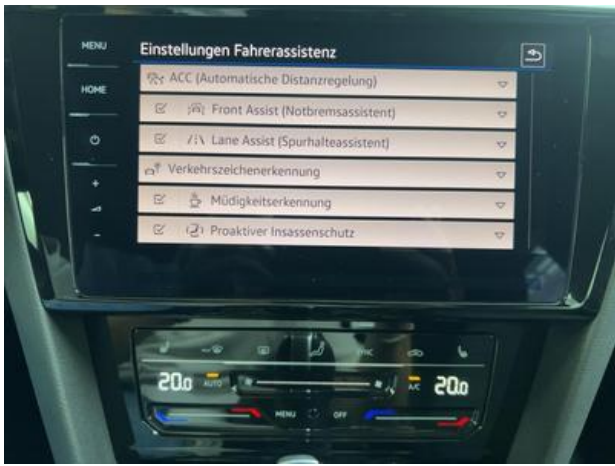 MENU
Einstellungen Fahrerassistenz
HOME
ACC (Automatische Distanzregelung)
Front Assist (Notbremsassistent)
Lane Assist (Spurhalteassistent)
Verkehrszeichenerkennung
Müdigkeitserkennung
Proaktiver Insassenschutz
+
-
SYNC
20.0 AUTO
A/C 20.0
MENU
OFF